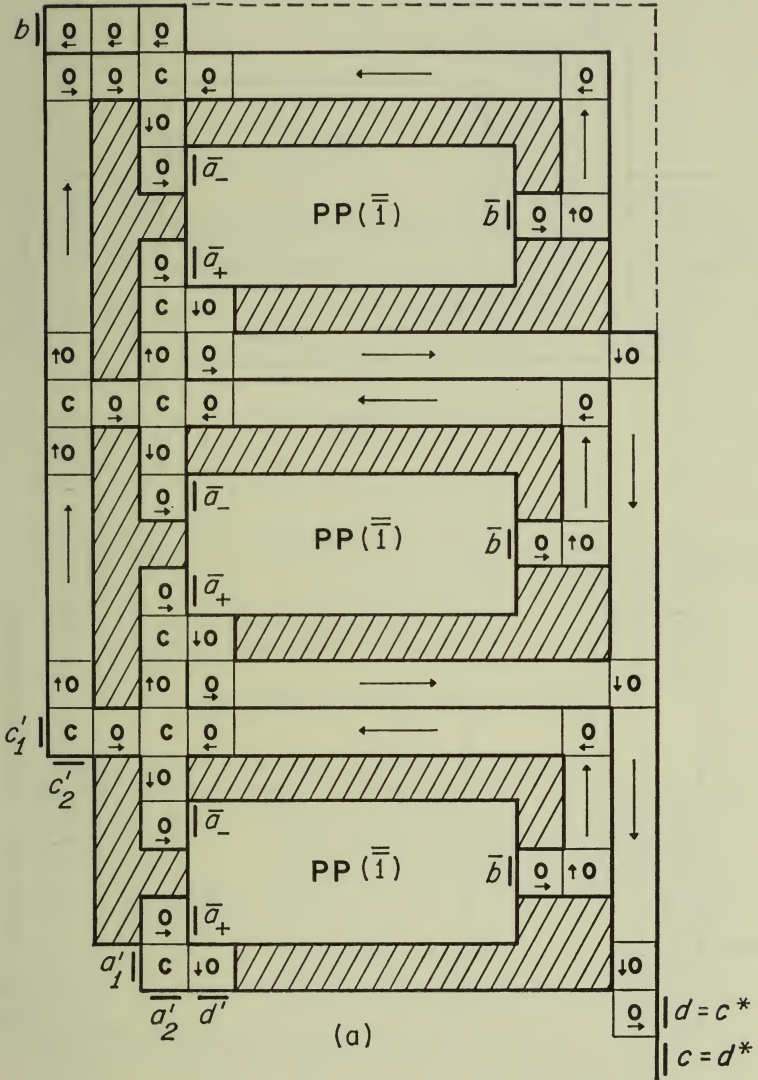 b| o← o← o←
o→ o→ C o← ← o←
↓o ↑
o→ |ā₋
↑ PP(1̿) b̄| o→ ↑o
o→ |ā₊
C ↓o
↑o ↑o o→ → ↓o
C o→ C o← ← o←
↑o ↓o ↑ ↓
o→ |ā₋
↑ PP(1̿) b̄| o→ ↑o
o→ |ā₊
C ↓o
↑o ↑o o→ → ↓o
c′₁| C o→ C o← ← o←
c̅′₂ ↓o ↑ ↓
o→ |ā₋
PP(1̿) b̄| o→ ↑o
o→ |ā₊
a′₁| C ↓o ↓o
a̅′₂ d̅′ o→ |d = c*
(a)
|c = d*